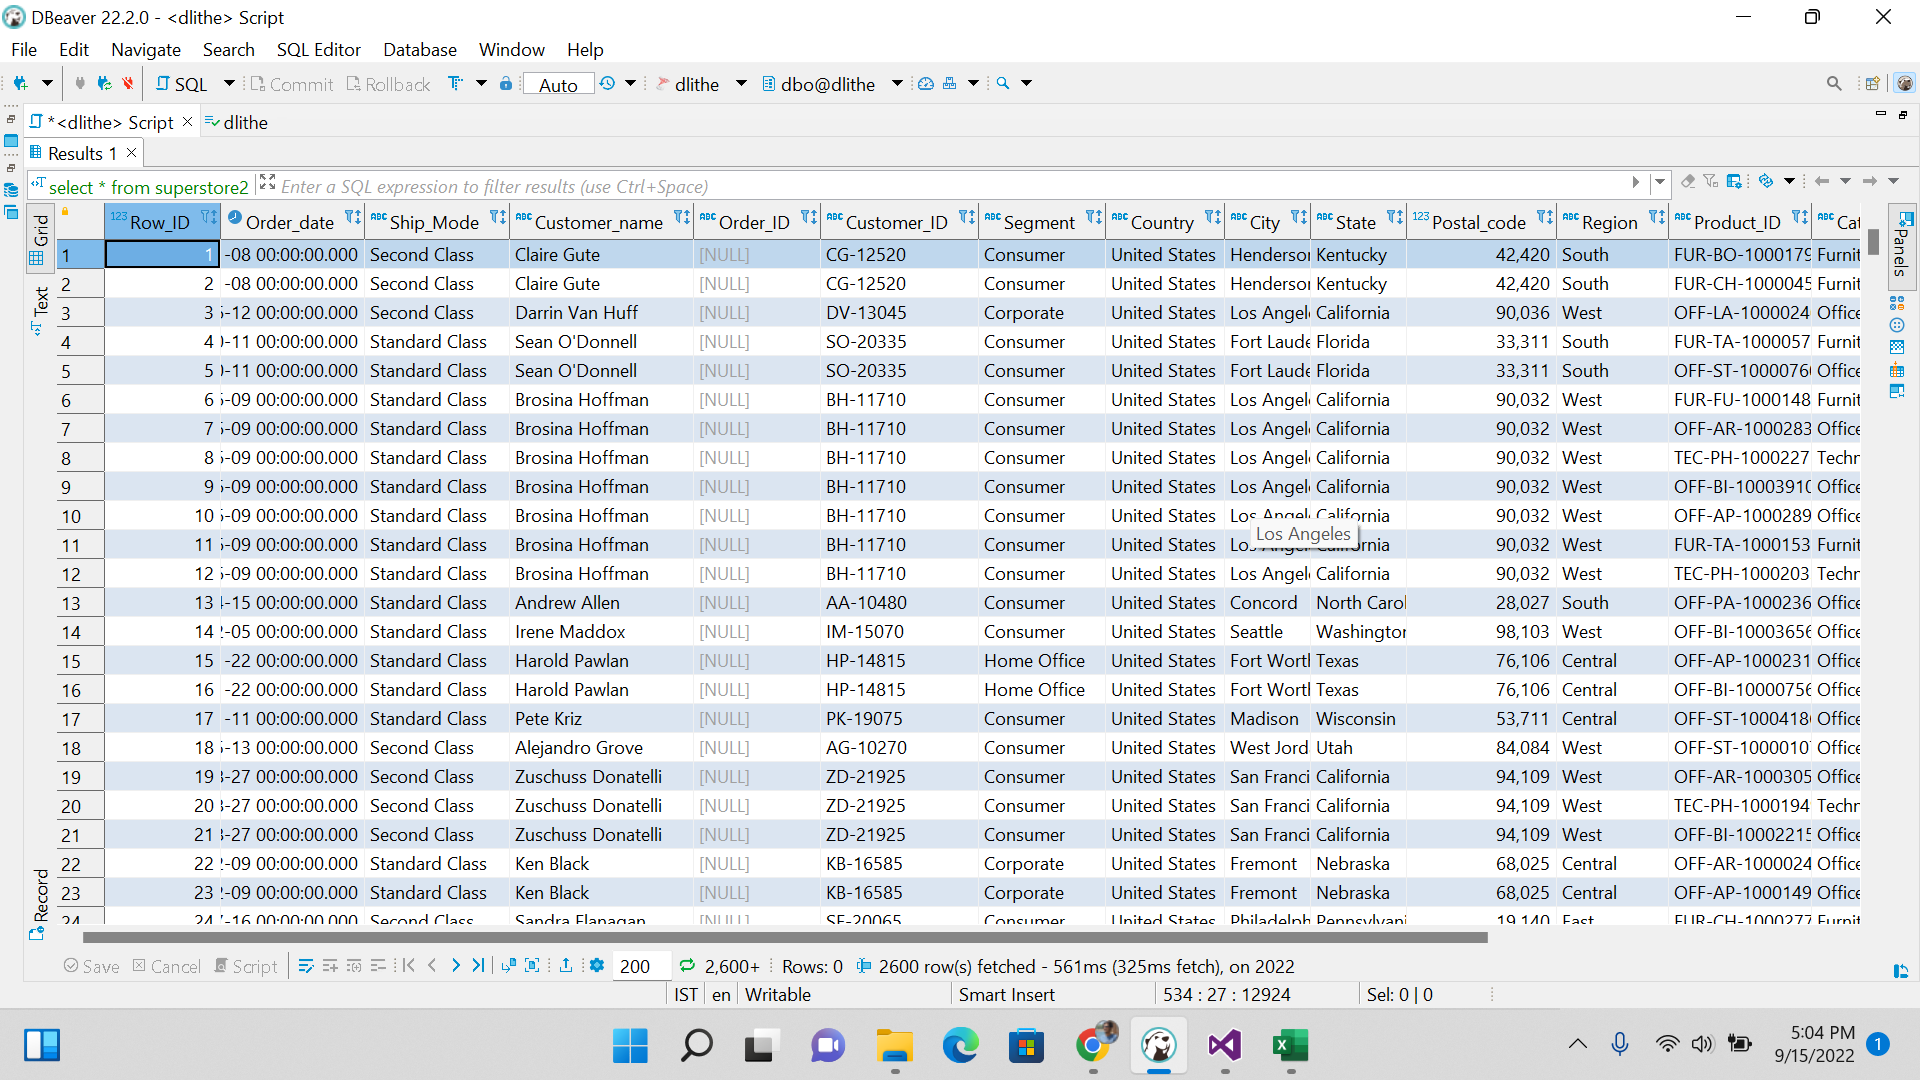 DBeaver 22.2.0 - <dlithe> Script
File Edit Navigate Search SQL Editor Database Window Help
SQL Commit Rollback Auto dlithe dbo@dlithe
*<dlithe> Script dlithe
Results 1
select * from superstore2 Enter a SQL expression to filter results (use Ctrl+Space)
Row_ID Order_date Ship_Mode Customer_name Order_ID Customer_ID Segment Country City State Postal_code Region Product_ID Cat
1 1 -08 00:00:00.000 Second Class Claire Gute [NULL] CG-12520 Consumer United States Henderson Kentucky 42,420 South FUR-BO-1000179 Furnit
2 2 -08 00:00:00.000 Second Class Claire Gute [NULL] CG-12520 Consumer United States Henderson Kentucky 42,420 South FUR-CH-1000045 Furnit
3 3 -12 00:00:00.000 Second Class Darrin Van Huff [NULL] DV-13045 Corporate United States Los Angel California 90,036 West OFF-LA-1000024 Office
4 4 -11 00:00:00.000 Standard Class Sean O'Donnell [NULL] SO-20335 Consumer United States Fort Laude Florida 33,311 South FUR-TA-1000057 Furnit
5 5 -11 00:00:00.000 Standard Class Sean O'Donnell [NULL] SO-20335 Consumer United States Fort Laude Florida 33,311 South OFF-ST-1000076 Office
6 6 -09 00:00:00.000 Standard Class Brosina Hoffman [NULL] BH-11710 Consumer United States Los Angel California 90,032 West FUR-FU-1000148 Furnit
7 7 -09 00:00:00.000 Standard Class Brosina Hoffman [NULL] BH-11710 Consumer United States Los Angel California 90,032 West OFF-AR-1000283 Office
8 8 -09 00:00:00.000 Standard Class Brosina Hoffman [NULL] BH-11710 Consumer United States Los Angel California 90,032 West TEC-PH-1000227 Techn
9 9 -09 00:00:00.000 Standard Class Brosina Hoffman [NULL] BH-11710 Consumer United States Los Angel California 90,032 West OFF-BI-1000391 Office
10 10 -09 00:00:00.000 Standard Class Brosina Hoffman [NULL] BH-11710 Consumer United States Los Angel California 90,032 West OFF-AP-1000289 Office
Los Angeles
11 11 -09 00:00:00.000 Standard Class Brosina Hoffman [NULL] BH-11710 Consumer United States Los Angel California 90,032 West FUR-TA-1000153 Furnit
12 12 -09 00:00:00.000 Standard Class Brosina Hoffman [NULL] BH-11710 Consumer United States Los Angel California 90,032 West TEC-PH-1000203 Techn
13 13 -15 00:00:00.000 Standard Class Andrew Allen [NULL] AA-10480 Consumer United States Concord North Carol 28,027 South OFF-PA-1000236 Office
14 14 -05 00:00:00.000 Standard Class Irene Maddox [NULL] IM-15070 Consumer United States Seattle Washington 98,103 West OFF-BI-1000365 Office
15 15 -22 00:00:00.000 Standard Class Harold Pawlan [NULL] HP-14815 Home Office United States Fort Wort Texas 76,106 Central OFF-AP-1000231 Office
16 16 -22 00:00:00.000 Standard Class Harold Pawlan [NULL] HP-14815 Home Office United States Fort Wort Texas 76,106 Central OFF-BI-1000075 Office
17 17 -11 00:00:00.000 Standard Class Pete Kriz [NULL] PK-19075 Consumer United States Madison Wisconsin 53,711 Central OFF-ST-1000418 Office
18 18 -13 00:00:00.000 Second Class Alejandro Grove [NULL] AG-10270 Consumer United States West Jord Utah 84,084 West OFF-ST-1000010 Office
19 19 -27 00:00:00.000 Second Class Zuschuss Donatelli [NULL] ZD-21925 Consumer United States San Franci California 94,109 West OFF-AR-1000305 Office
20 20 -27 00:00:00.000 Second Class Zuschuss Donatelli [NULL] ZD-21925 Consumer United States San Franci California 94,109 West TEC-PH-1000194 Techn
21 21 -27 00:00:00.000 Second Class Zuschuss Donatelli [NULL] ZD-21925 Consumer United States San Franci California 94,109 West OFF-BI-1000221 Office
22 22 -09 00:00:00.000 Standard Class Ken Black [NULL] KB-16585 Corporate United States Fremont Nebraska 68,025 Central OFF-AR-1000024 Office
23 23 -09 00:00:00.000 Standard Class Ken Black [NULL] KB-16585 Corporate United States Fremont Nebraska 68,025 Central OFF-AP-1000149 Office
24 24 -16 00:00:00.000 Second Class Sandra Flanagan [NULL] SF-20065 Consumer United States Philadelph Pennsylvani 19,140 East FUR-CH-1000277 Furnit
Grid
Text
Record
Panels
Save Cancel Script 200 2,600+ Rows: 0 2600 row(s) fetched - 561ms (325ms fetch), on 2022
IST en Writable Smart Insert 534 : 27 : 12924 Sel: 0 | 0
5:04 PM
9/15/2022 1